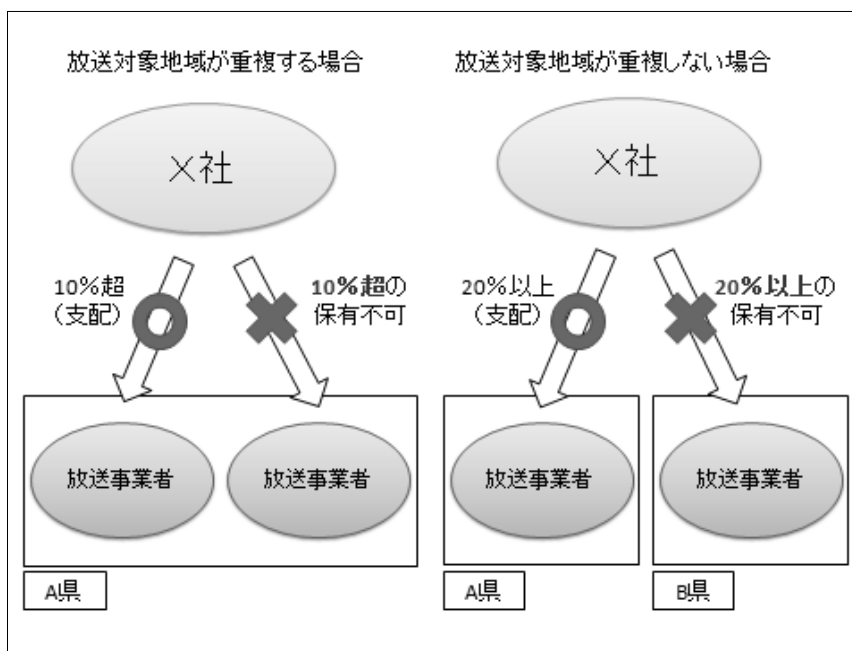 放送対象地域が重複する場合
X社
10%超
（支配）
10%超の
保有不可
放送事業者
放送事業者
A県
放送対象地域が重複しない場合
X社
20%以上
（支配）
20%以上の
保有不可
放送事業者
放送事業者
A県
B県